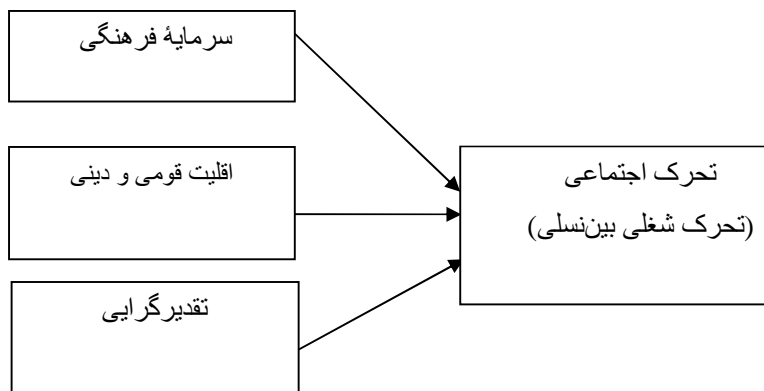 سرمایهٔ فرهنگی
اقلیت قومی و دینی
تقدیرگرایی
تحرک اجتماعی
(تحرک شغلی بین‌نسلی)